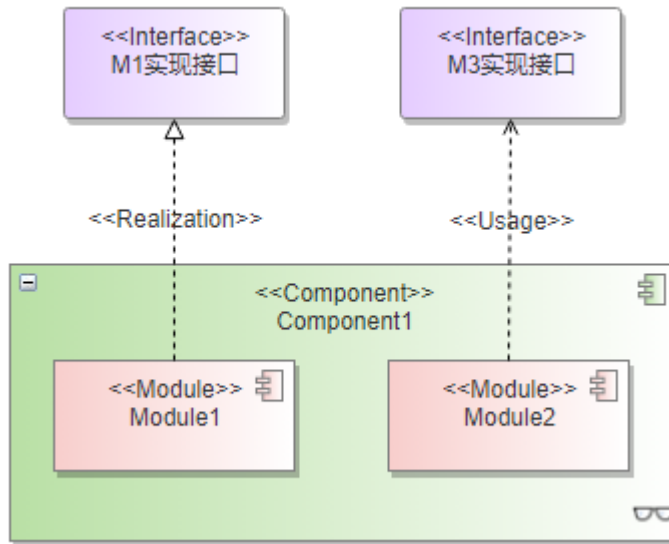 <<Interface>>
M1实现接口
<<Interface>>
M3实现接口
<<Realization>>
<<Usage>>
<<Component>>
Component1
<<Module>>
Module1
<<Module>>
Module2